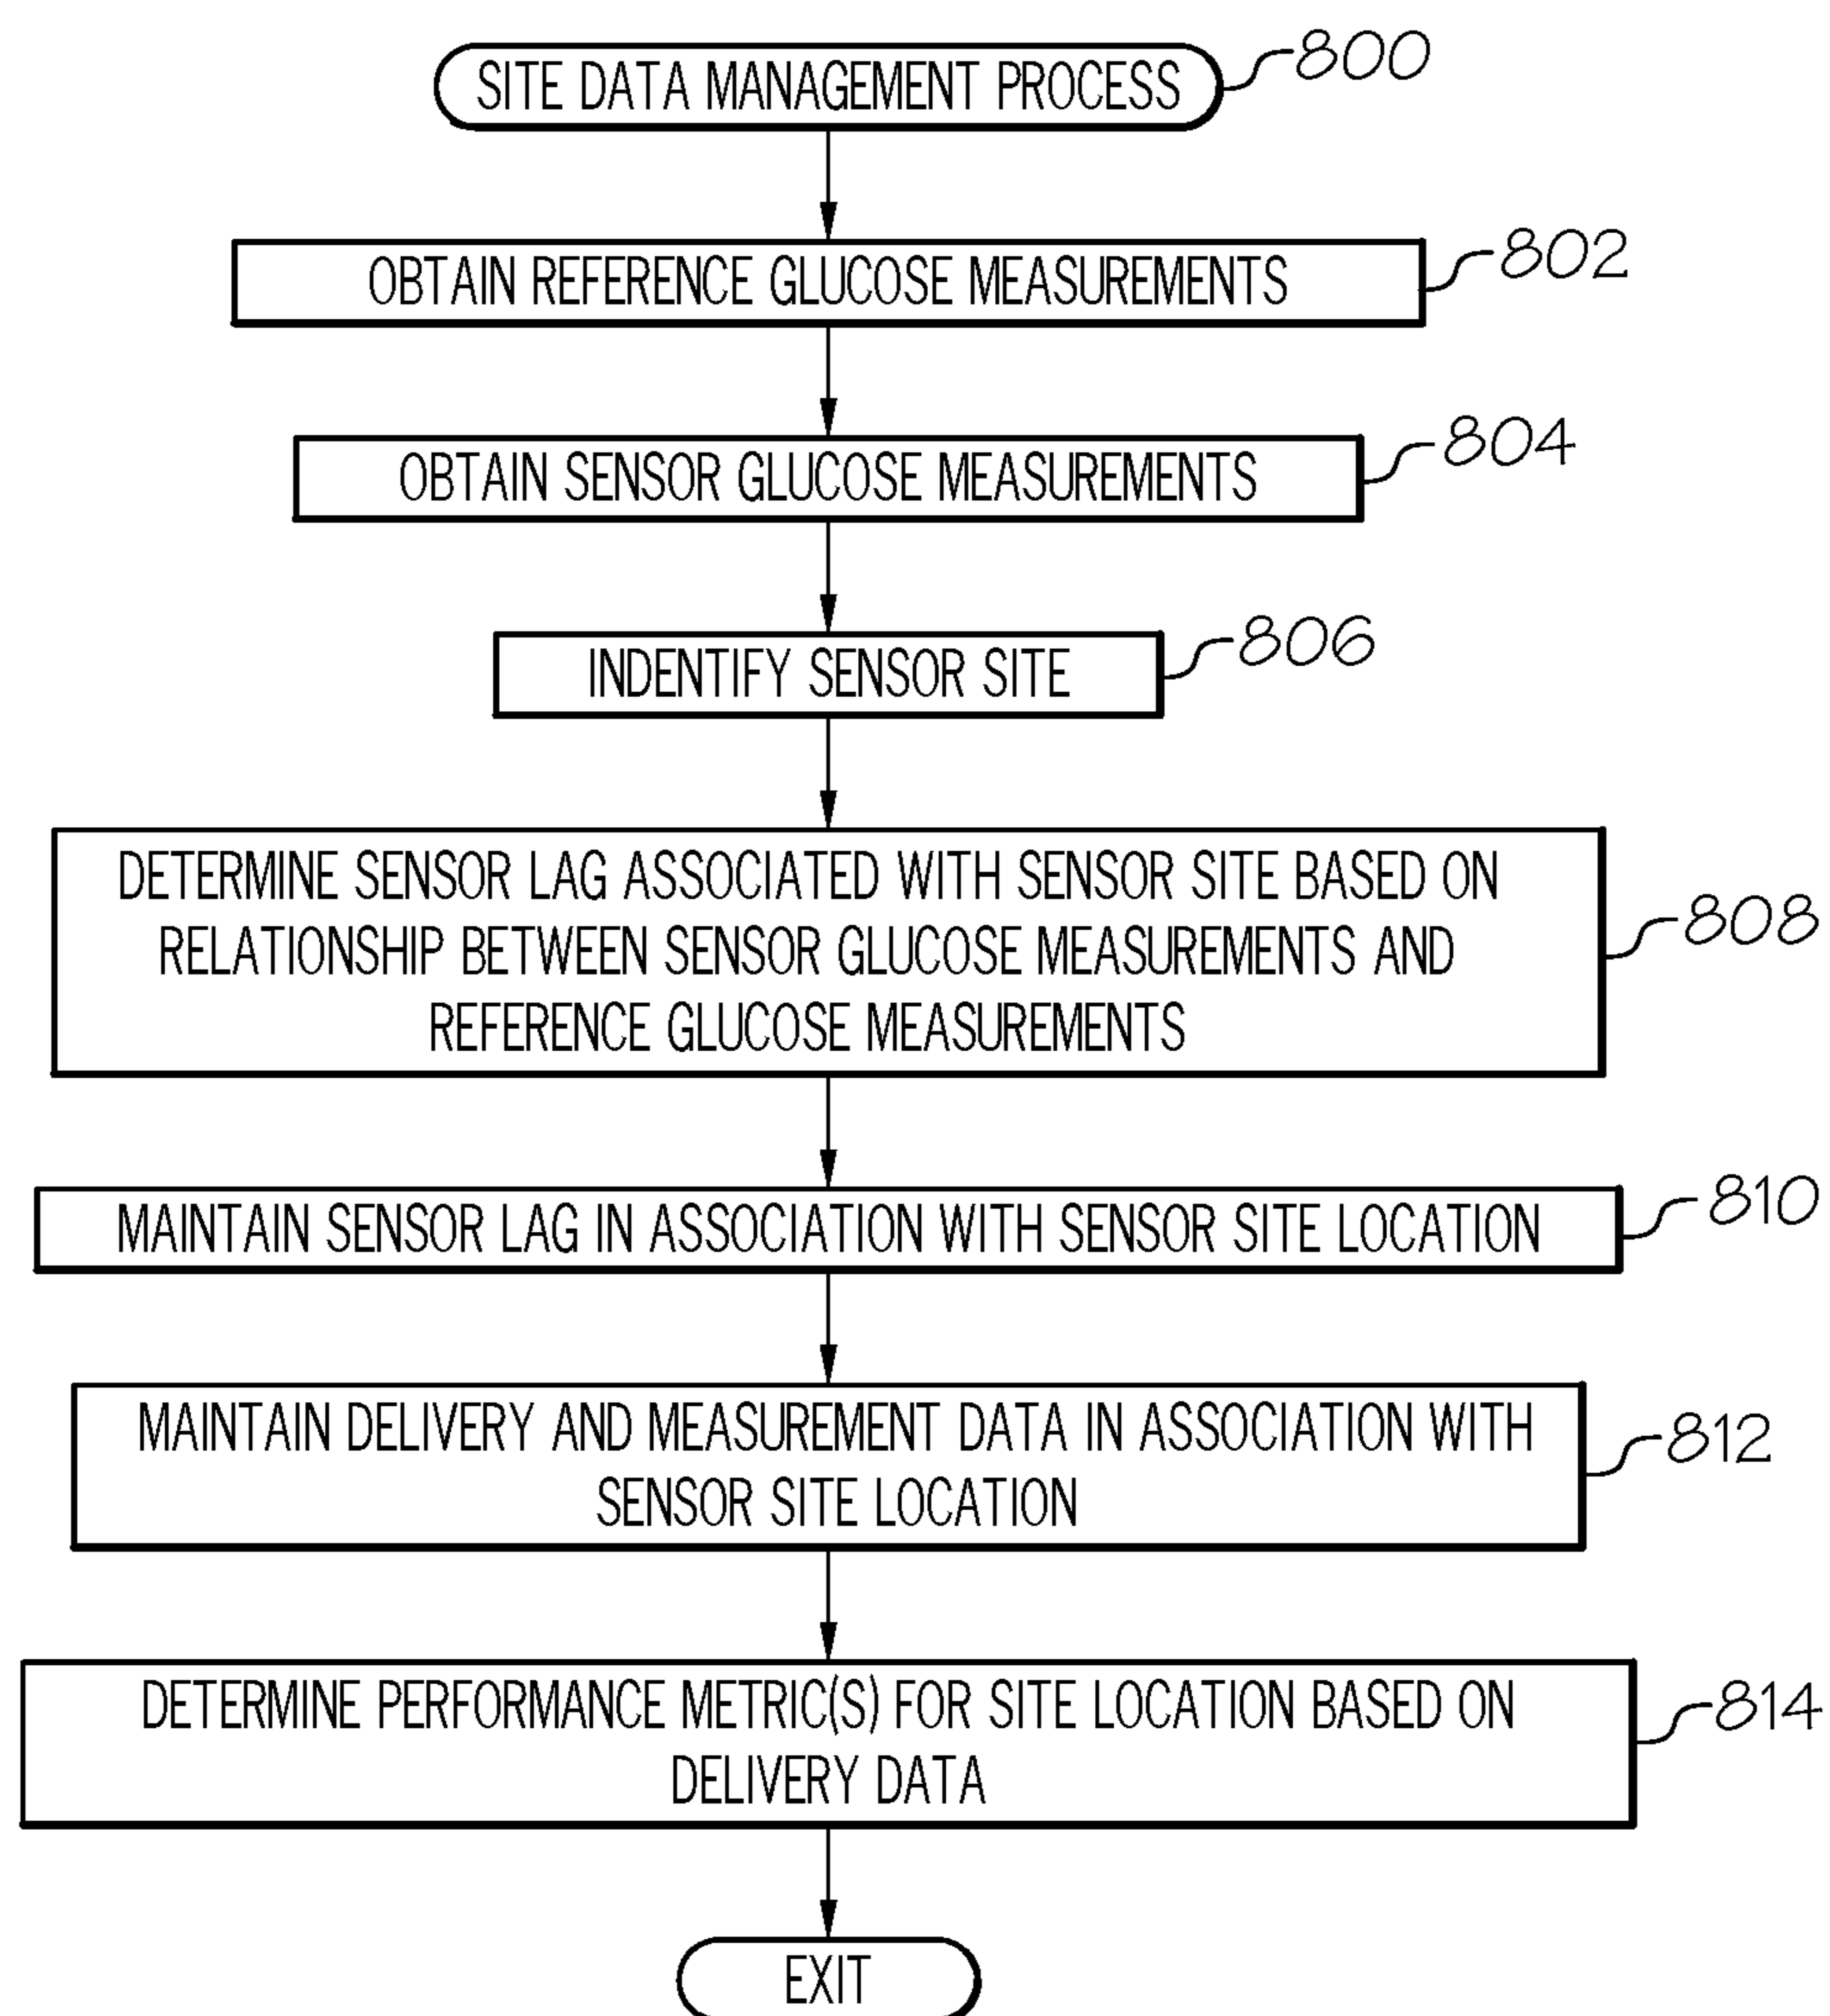 SITE DATA MANAGEMENT PROCESS
800
OBTAIN REFERENCE GLUCOSE MEASUREMENTS
802
OBTAIN SENSOR GLUCOSE MEASUREMENTS
804
INDENTIFY SENSOR SITE
806
DETERMINE SENSOR LAG ASSOCIATED WITH SENSOR SITE BASED ON
RELATIONSHIP BETWEEN SENSOR GLUCOSE MEASUREMENTS AND
REFERENCE GLUCOSE MEASUREMENTS
808
MAINTAIN SENSOR LAG IN ASSOCIATION WITH SENSOR SITE LOCATION
810
MAINTAIN DELIVERY AND MEASUREMENT DATA IN ASSOCIATION WITH
SENSOR SITE LOCATION
812
DETERMINE PERFORMANCE METRIC(S) FOR SITE LOCATION BASED ON
DELIVERY DATA
814
EXIT